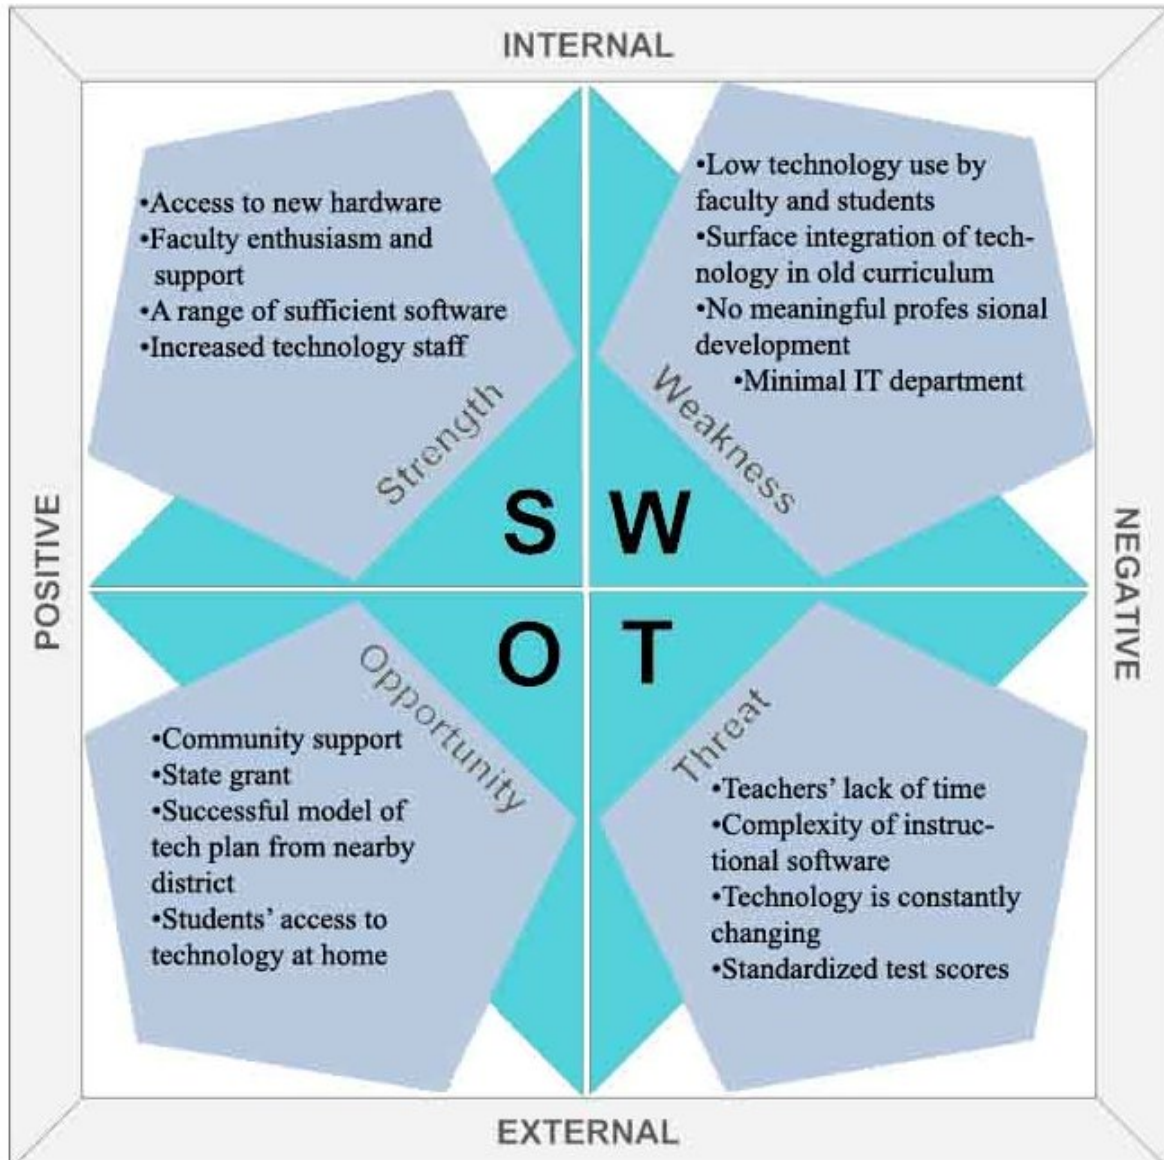 INTERNAL
•Access to new hardware
•Faculty enthusiasm and
support
•A range of sufficient software
•Increased technology staff
Strength
S
•Low technology use by
faculty and students
•Surface integration of tech-
nology in old curriculum
•No meaningful profes sional
development
•Minimal IT department
Weakness
W
POSITIVE
NEGATIVE
O
Opportunity
•Community support
•State grant
•Successful model of
tech plan from nearby
district
•Students’ access to
technology at home
T
Threat
•Teachers’ lack of time
•Complexity of instruc-
tional software
•Technology is constantly
changing
•Standardized test scores
EXTERNAL